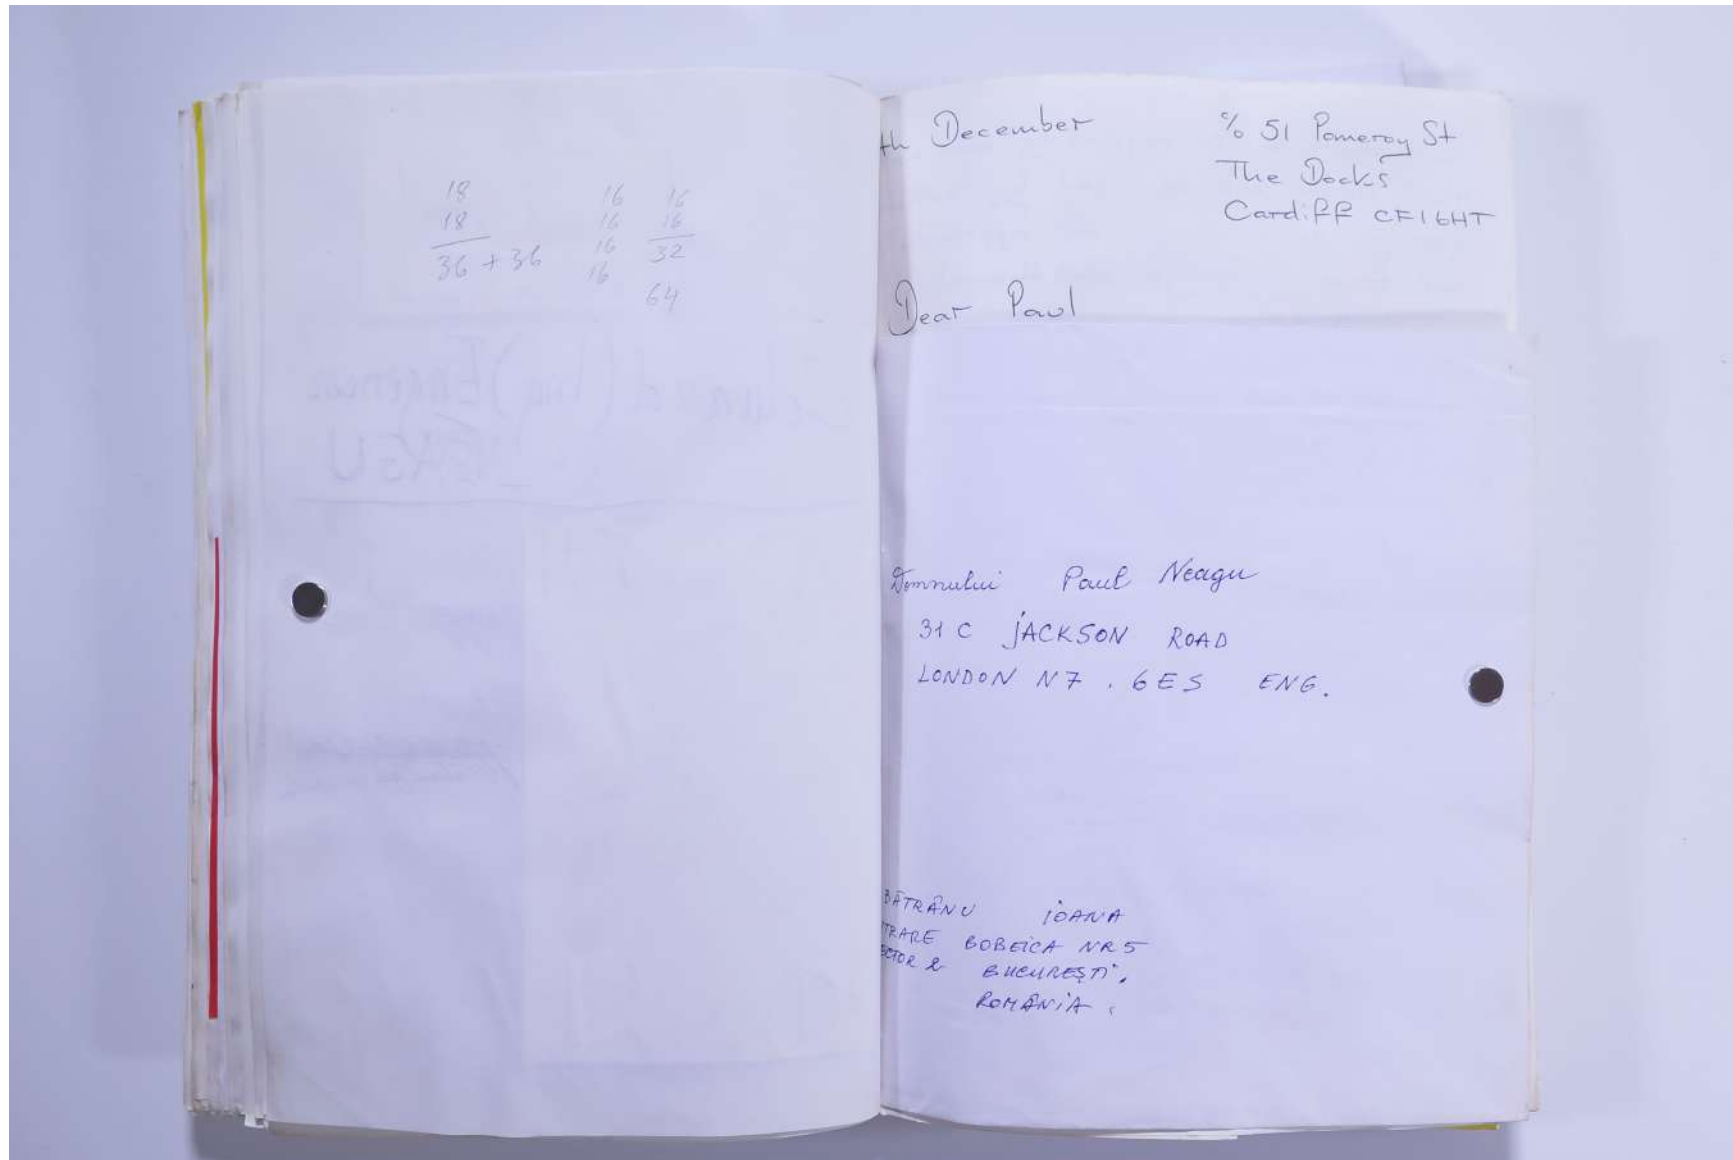 18
18
36 + 36
16
16
16
16
16
16
32
64
th December
c/o 51 Pomeroy St
The Docks
Cardiff CF1 6HT
Dear Paul
Domnului Paul Neagu
31 C JACKSON ROAD
LONDON N7 . 6ES ENG.
BĂTRÂNU IOANA
TRARE BOBEICA NR 5
ECTOR 2 BUCUREȘTI.
ROMÂNIA.